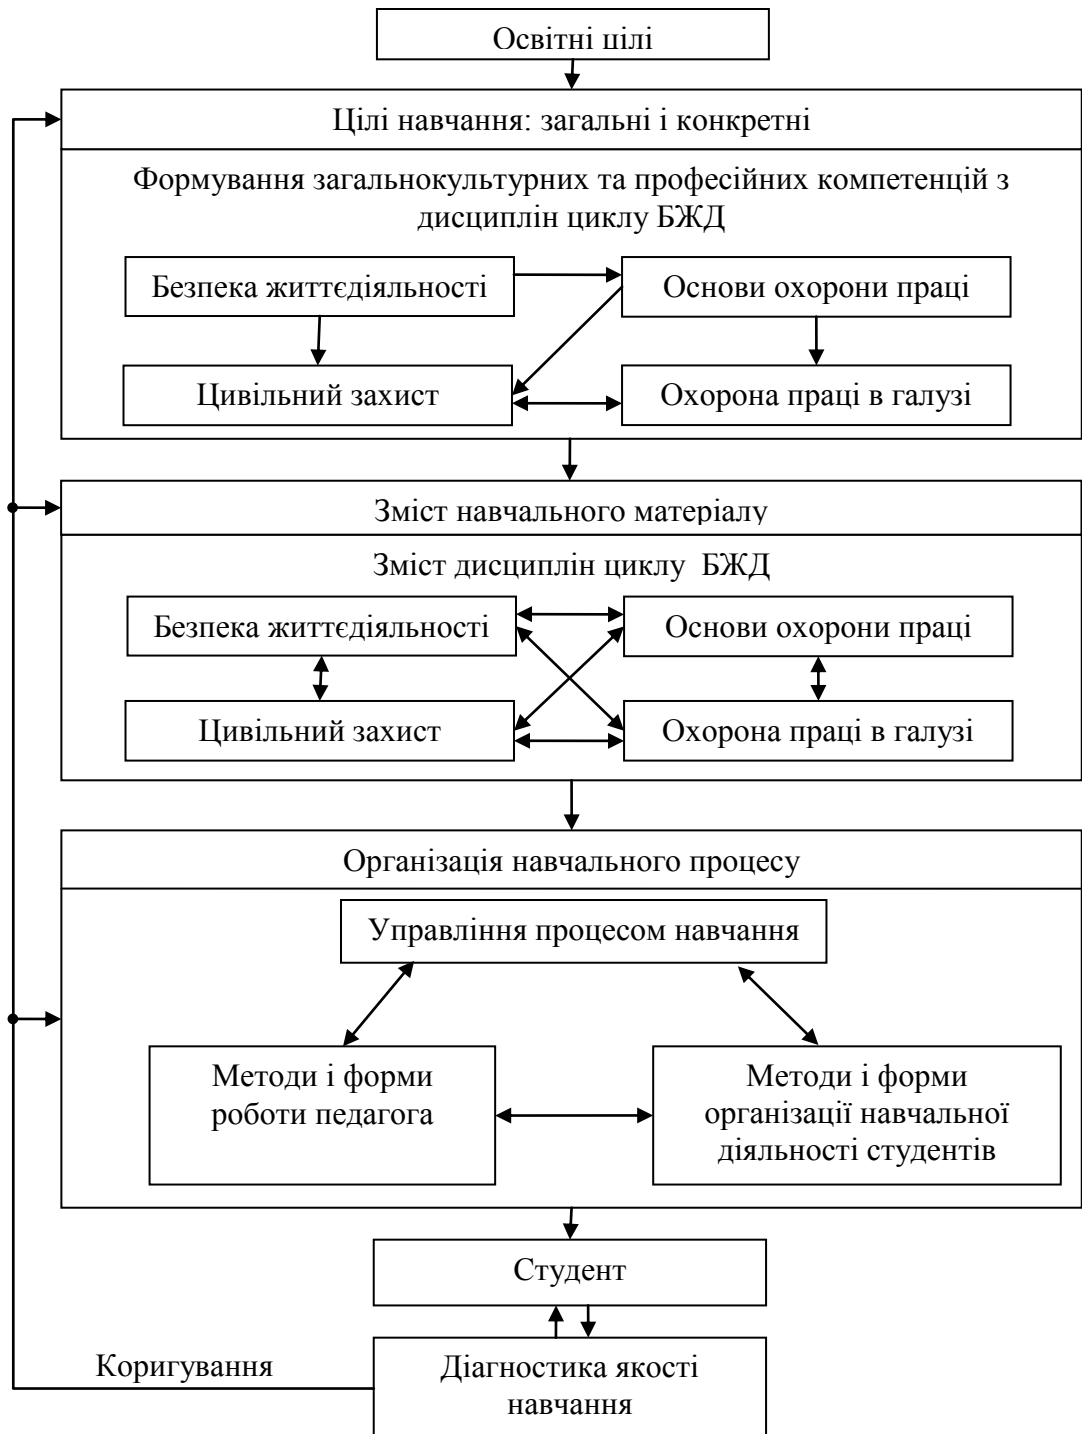 Освітні цілі
Цілі навчання: загальні і конкретні
Формування загальнокультурних та професійних компетенцій з
дисциплін циклу БЖД
Безпека життєдіяльності
Основи охорони праці
Цивільний захист
Охорона праці в галузі
Зміст навчального матеріалу
Зміст дисциплін циклу БЖД
Безпека життєдіяльності
Основи охорони праці
Цивільний захист
Охорона праці в галузі
Організація навчального процесу
Управління процесом навчання
Методи і форми
роботи педагога
Методи і форми
організації навчальної
діяльності студентів
Студент
Коригування
Діагностика якості
навчання